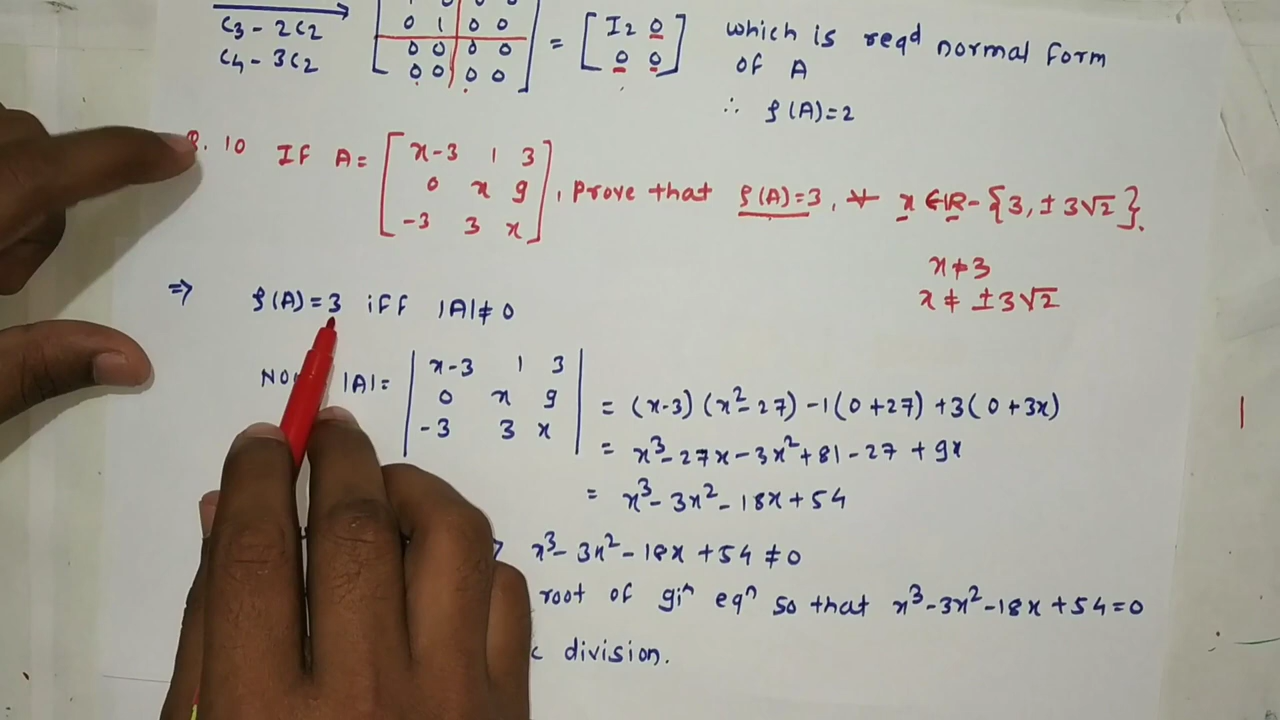 C3 - 2C2
C4 - 3C2
0 1 0 0
0 0 0 0
0 0 0 0
= [ I2 0
0 0 ]
which is reqd normal form
of A
∴ ρ(A)=2
. 10 If A= [ x-3 1 3
0 x 9
-3 3 x ] , Prove that ρ(A)=3, ∀ x ∈ IR - {3, ± 3√2}.
x ≠ 3
x ≠ ± 3√2
⇒ ρ(A) = 3 iff |A| ≠ 0
|A| = | x-3 1 3
0 x 9
-3 3 x |
= (x-3) (x²-27) -1(0+27) +3(0+3x)
= x³-27x-3x²+81-27+9x
= x³-3x²-18x+54
x³-3x²-18x+54 ≠ 0
root of giⁿ eqⁿ so that x³-3x²-18x+54=0
division.